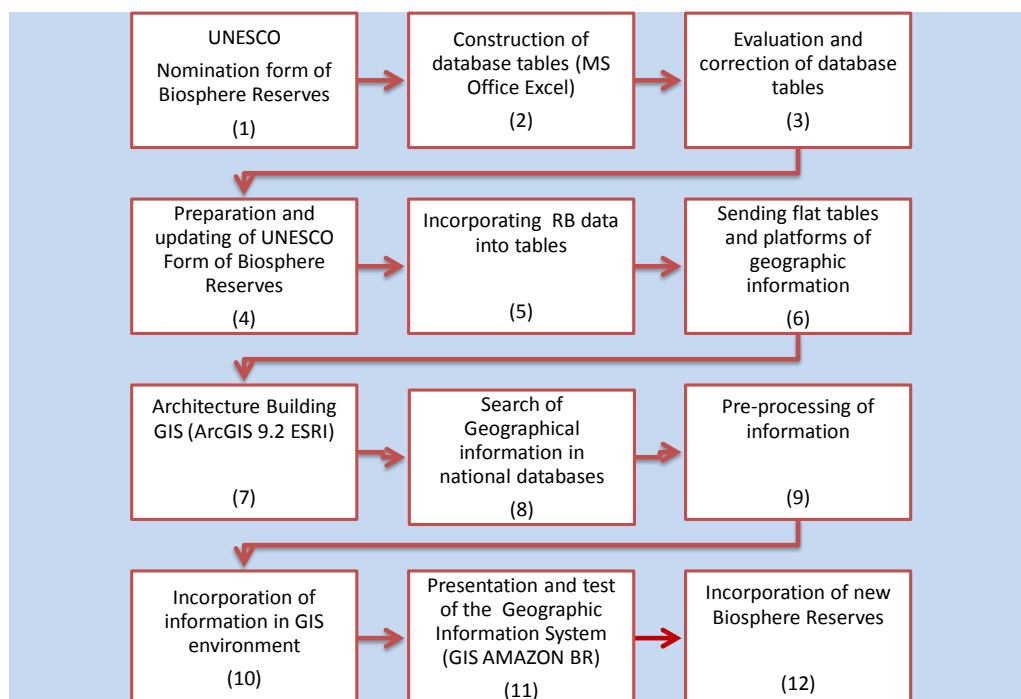 UNESCO
Nomination form of
Biosphere Reserves
(1)
Construction of
database tables (MS
Office Excel)
(2)
Evaluation and
correction of database
tables
(3)
Preparation and
updating of UNESCO
Form of Biosphere
Reserves
(4)
Incorporating RB data
into tables
(5)
Sending flat tables
and platforms of
geographic
information
(6)
Architecture Building
GIS (ArcGIS 9.2 ESRI)
(7)
Search of
Geographical
information in
national databases
(8)
Pre-processing of
information
(9)
Incorporation of
information in GIS
environment
(10)
Presentation and test
of the Geographic
Information System
(GIS AMAZON BR)
(11)
Incorporation of new
Biosphere Reserves
(12)